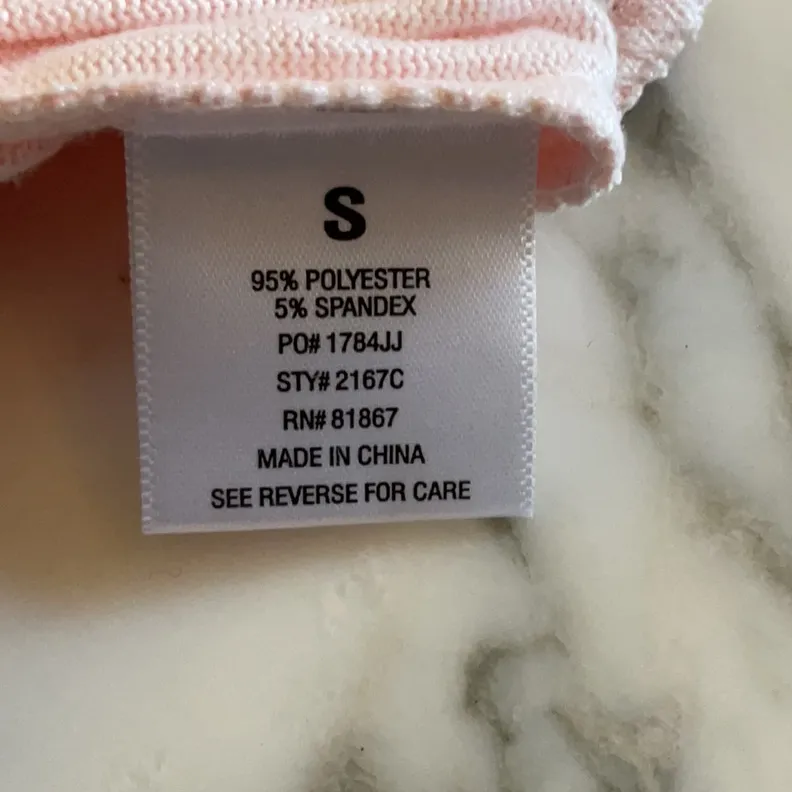 S
95% POLYESTER
5% SPANDEX
PO# 1784JJ
STY# 2167C
RN# 81867
MADE IN CHINA
SEE REVERSE FOR CARE